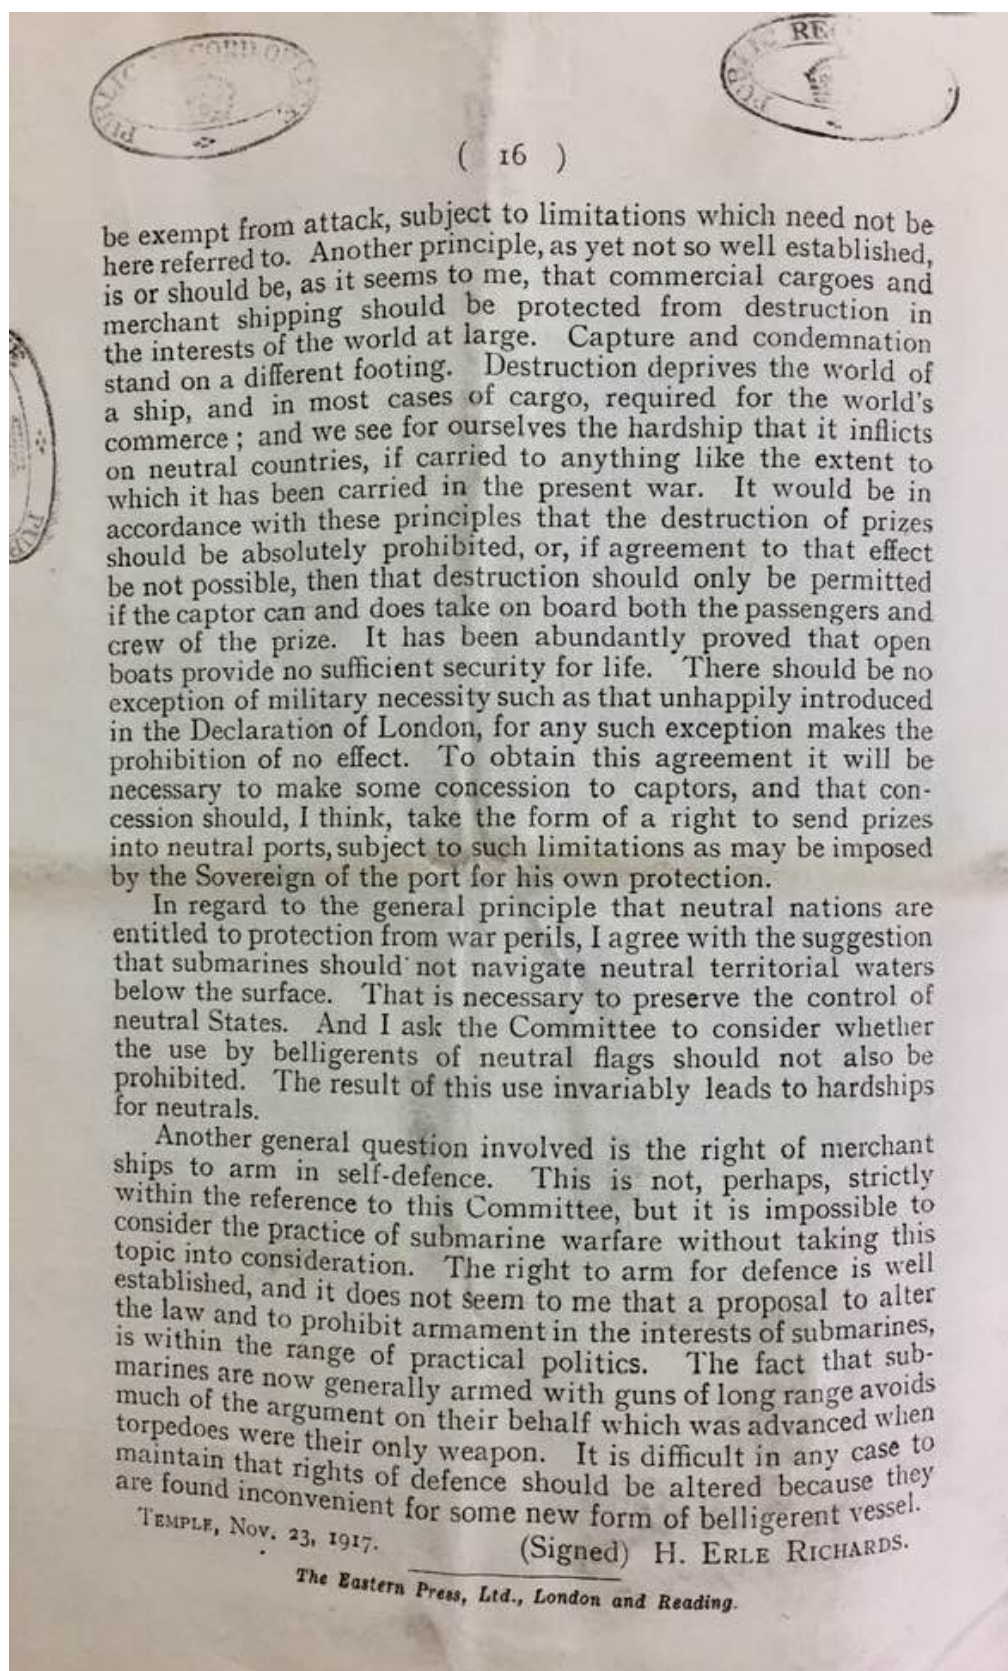 PUBLIC RECORD OFFICE
PUBLIC RE
( 16 )
be exempt from attack, subject to limitations which need not be
here referred to. Another principle, as yet not so well established,
is or should be, as it seems to me, that commercial cargoes and
merchant shipping should be protected from destruction in
the interests of the world at large. Capture and condemnation
stand on a different footing. Destruction deprives the world of
a ship, and in most cases of cargo, required for the world's
commerce; and we see for ourselves the hardship that it inflicts
on neutral countries, if carried to anything like the extent to
which it has been carried in the present war. It would be in
accordance with these principles that the destruction of prizes
should be absolutely prohibited, or, if agreement to that effect
be not possible, then that destruction should only be permitted
if the captor can and does take on board both the passengers and
crew of the prize. It has been abundantly proved that open
boats provide no sufficient security for life. There should be no
exception of military necessity such as that unhappily introduced
in the Declaration of London, for any such exception makes the
prohibition of no effect. To obtain this agreement it will be
necessary to make some concession to captors, and that con-
cession should, I think, take the form of a right to send prizes
into neutral ports, subject to such limitations as may be imposed
by the Sovereign of the port for his own protection.
In regard to the general principle that neutral nations are
entitled to protection from war perils, I agree with the suggestion
that submarines should not navigate neutral territorial waters
below the surface. That is necessary to preserve the control of
neutral States. And I ask the Committee to consider whether
the use by belligerents of neutral flags should not also be
prohibited. The result of this use invariably leads to hardships
for neutrals.
Another general question involved is the right of merchant
ships to arm in self-defence. This is not, perhaps, strictly
within the reference to this Committee, but it is impossible to
consider the practice of submarine warfare without taking this
topic into consideration. The right to arm for defence is well
established, and it does not seem to me that a proposal to alter
the law and to prohibit armament in the interests of submarines,
is within the range of practical politics. The fact that sub-
marines are now generally armed with guns of long range avoids
much of the argument on their behalf which was advanced when
torpedoes were their only weapon. It is difficult in any case to
maintain that rights of defence should be altered because they
are found inconvenient for some new form of belligerent vessel.
TEMPLE, Nov. 23, 1917. (Signed) H. ERLE RICHARDS.
The Eastern Press, Ltd., London and Reading.